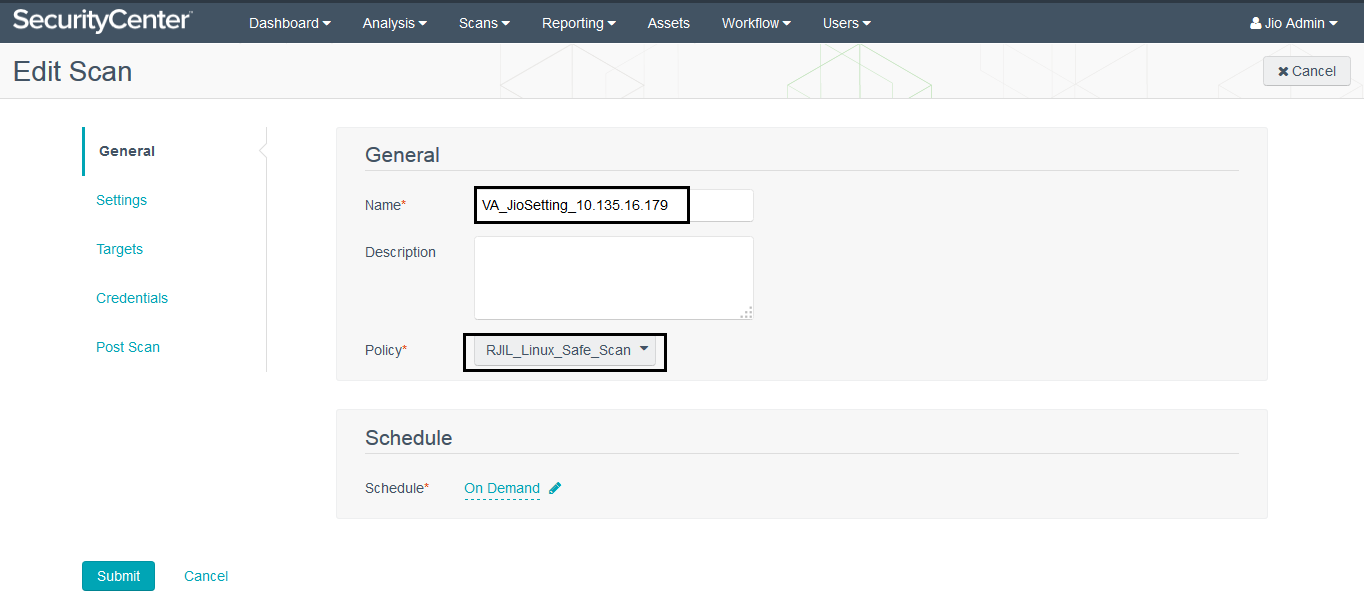 SecurityCenter™ Dashboard Analysis Scans Reporting Assets Workflow Users Jio Admin
Edit Scan Cancel
General
Settings
Targets
Credentials
Post Scan
General
Name* VA_JioSetting_10.135.16.179
Description
Policy* RJIL_Linux_Safe_Scan
Schedule
Schedule* On Demand
Submit Cancel